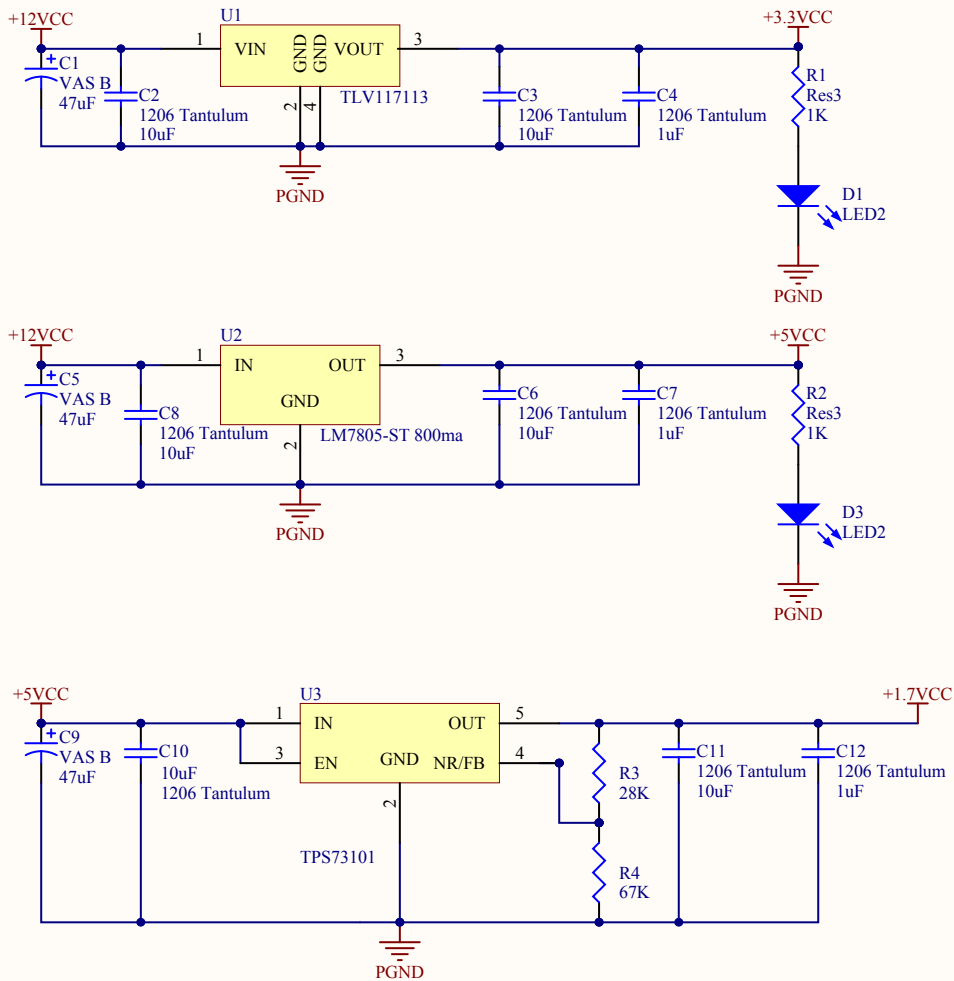 +12VCC
U1
+3.3VCC
1
VIN
GND
GND
VOUT
3
C1
VAS B
47uF
C2
1206 Tantulum
10uF
2
4
TLV117113
C3
1206 Tantulum
10uF
C4
1206 Tantulum
1uF
R1
Res3
1K
PGND
D1
LED2
PGND
+12VCC
U2
+5VCC
1
IN
OUT
3
GND
C5
VAS B
47uF
C8
1206 Tantulum
10uF
2
LM7805-ST 800ma
C6
1206 Tantulum
10uF
C7
1206 Tantulum
1uF
R2
Res3
1K
PGND
D3
LED2
PGND
+5VCC
U3
+1.7VCC
1
IN
OUT
5
3
EN
GND
NR/FB
4
C9
VAS B
47uF
C10
10uF
1206 Tantulum
2
TPS73101
R3
28K
R4
67K
C11
1206 Tantulum
10uF
C12
1206 Tantulum
1uF
PGND